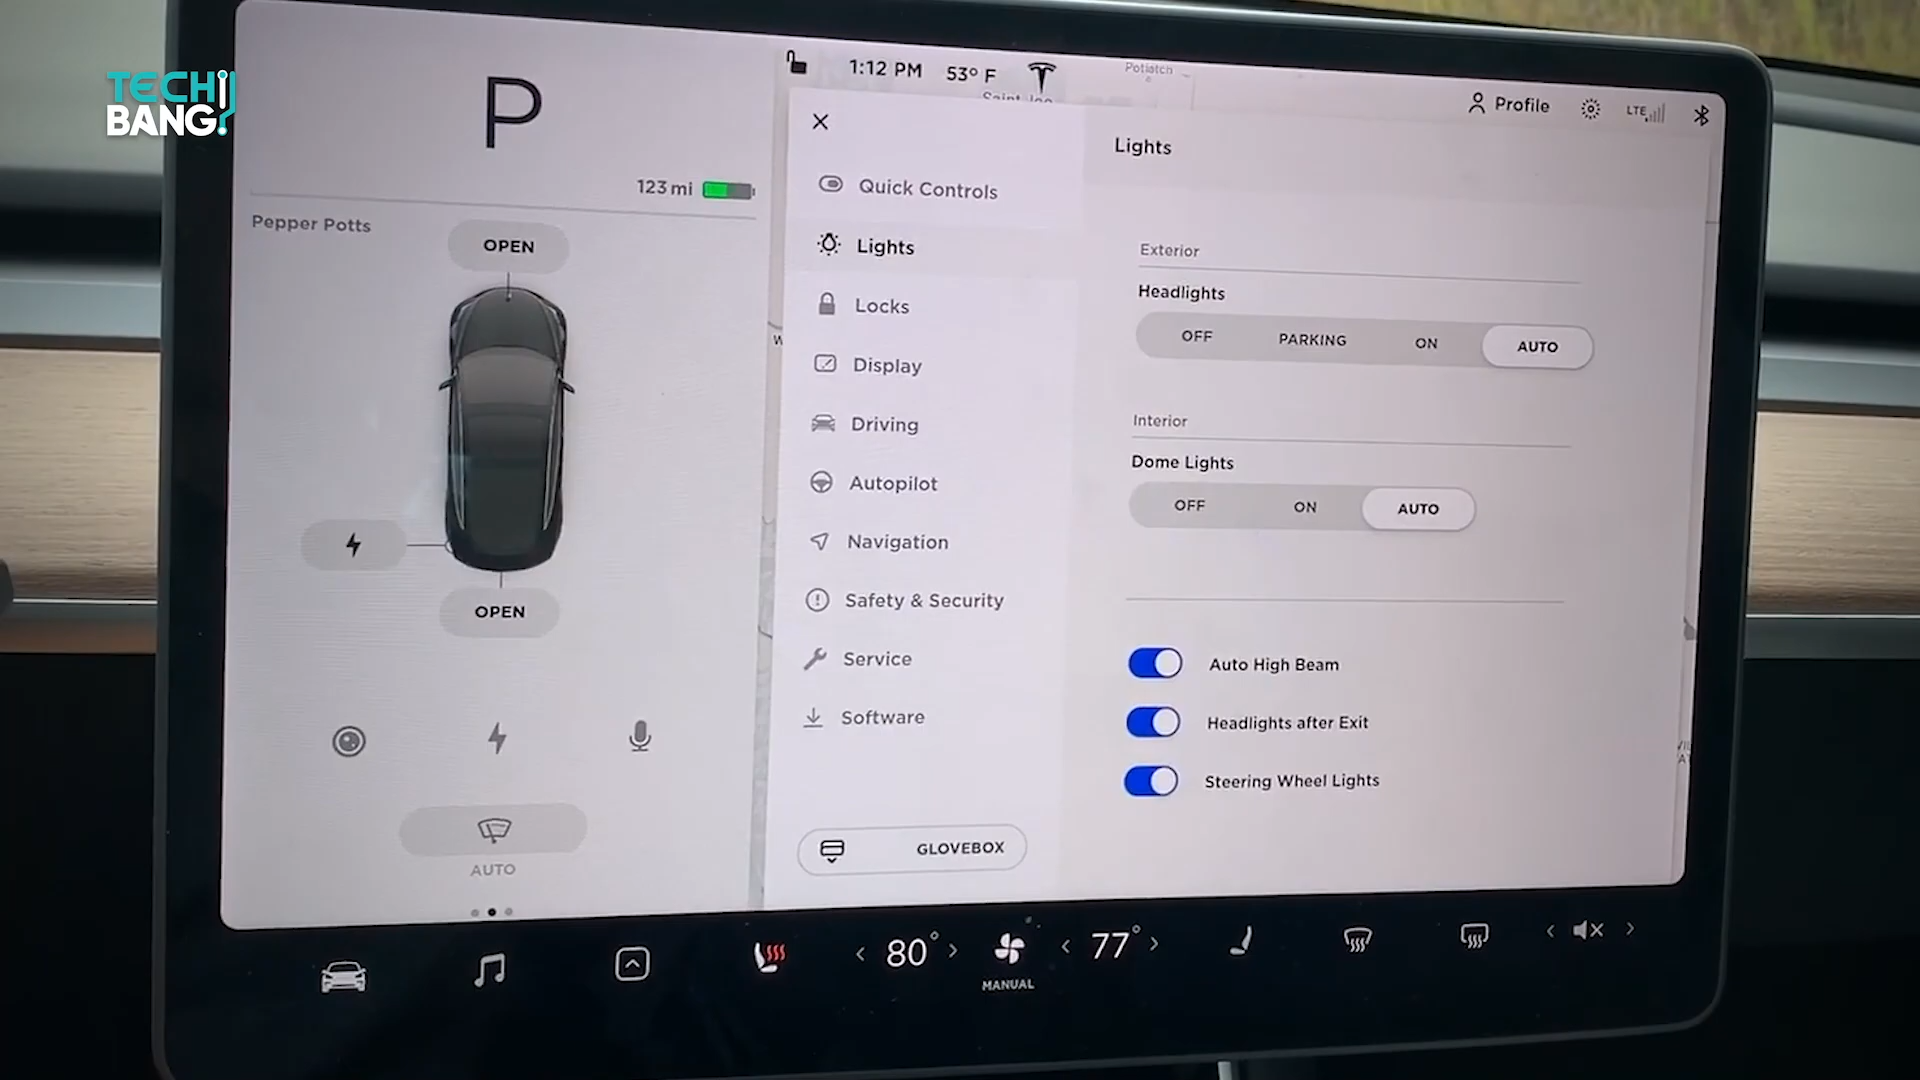 TECH
BANG!
P
123 mi
Pepper Potts
OPEN
OPEN
AUTO
1:12 PM 53° F
Potlatch
Profile
LTE
Quick Controls
Lights
Locks
Display
Driving
Autopilot
Navigation
Safety & Security
Service
Software
GLOVEBOX
Lights
Exterior
Headlights
OFF PARKING ON AUTO
Interior
Dome Lights
OFF ON AUTO
Auto High Beam
Headlights after Exit
Steering Wheel Lights
80° 77°
MANUAL